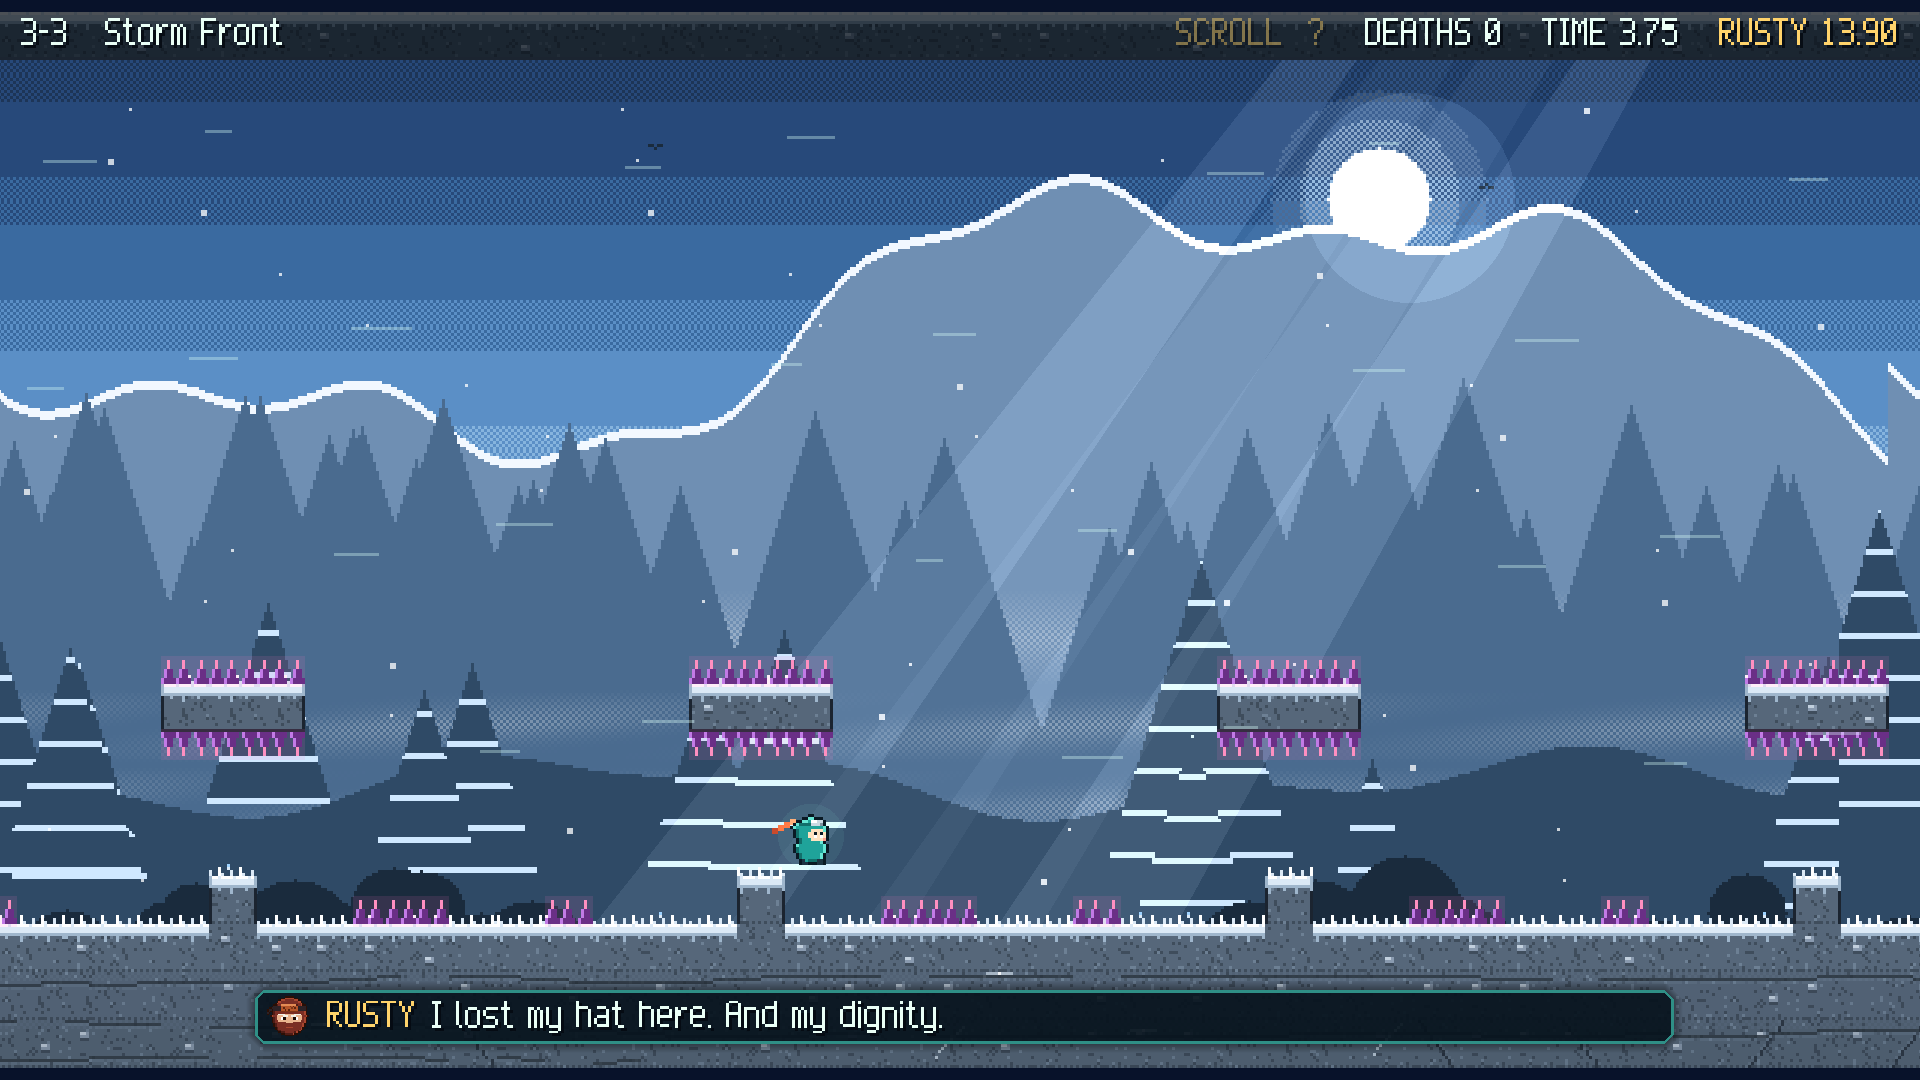 3-3 Storm Front SCROLL ? DEATHS 0 TIME 3.75 RUSTY 13.90
RUSTY I lost my hat here. And my dignity.